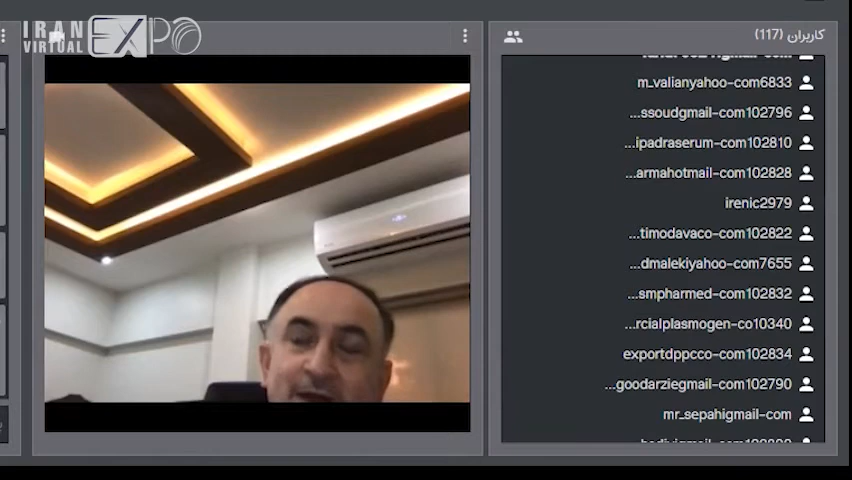 IRAN
VIRTUAL
EXPO
کاربران (117)
m_valianyahoo-com6833
...ssoudgmail-com102796
...ipadraserum-com102810
...armahotmail-com102828
irenic2979
...timodavaco-com102822
...dmalekiyahoo-com7655
...smpharmed-com102832
...rcialplasmogen-co10340
exportdppcco-com102834
...goodarziegmail-com102790
mr_sepahigmail-com